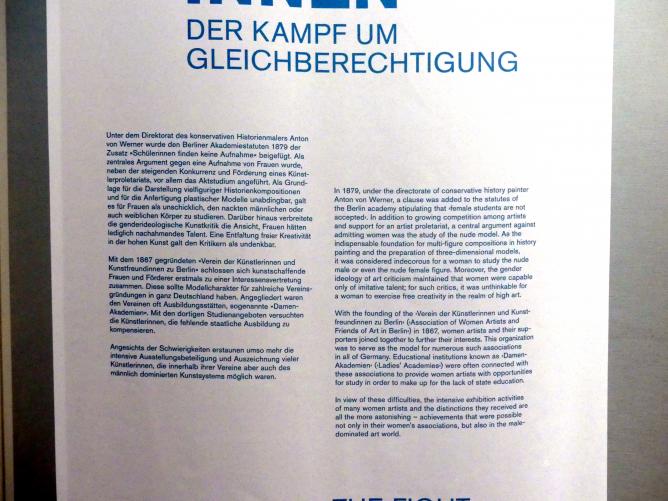 INNEN
DER KAMPF UM
GLEICHBERECHTIGUNG
Unter dem Direktorat des konservativen Historienmalers Anton
von Werner wurde den Berliner Akademiestatuten 1879 der
Zusatz »Schülerinnen finden keine Aufnahme« beigefügt. Als
zentrales Argument gegen eine Aufnahme von Frauen wurde,
neben der steigenden Konkurrenz und Förderung eines Künst-
lerproletariats, vor allem das Aktstudium angeführt. Als Grund-
lage für die Darstellung vielfiguriger Historienkompositionen
und für die Anfertigung plastischer Modelle unabdingbar, galt
es für Frauen als unschicklich, den nackten männlichen oder
auch weiblichen Körper zu studieren. Darüber hinaus verbreitete
die genderideologische Kunstkritik die Ansicht, Frauen hätten
lediglich nachahmendes Talent. Eine Entfaltung freier Kreativität
in der hohen Kunst galt den Kritikern als undenkbar.
Mit dem 1867 gegründeten »Verein der Künstlerinnen und
Kunstfreundinnen zu Berlin« schlossen sich kunstschaffende
Frauen und Förderer erstmals zu einer Interessenvertretung
zusammen. Diese sollte Modellcharakter für zahlreiche Vereins-
gründungen in ganz Deutschland haben. Angegliedert waren
den Vereinen oft Ausbildungsstätten, sogenannte »Damen-
Akademien«. Mit den dortigen Studienangeboten versuchten
die Künstlerinnen, die fehlende staatliche Ausbildung zu
kompensieren.
Angesichts der Schwierigkeiten erstaunen umso mehr die
intensive Ausstellungsbeteiligung und Auszeichnung vieler
Künstlerinnen, die innerhalb ihrer Vereine aber auch des
männlich dominierten Kunstsystems möglich waren.
In 1879, under the directorate of conservative history painter
Anton von Werner, a clause was added to the statutes of
the Berlin academy stipulating that ›female students are not
accepted‹. In addition to growing competition among artists
and support for an artist proletariat, a central argument against
admitting women was the study of the nude model. As the
indispensable foundation for multi-figure compositions in history
painting and the preparation of three-dimensional models,
it was considered indecorous for a woman to study the nude
male or even the nude female figure. Moreover, the gender
ideology of art criticism maintained that women were capable
only of imitative talent; for such critics, it was unthinkable for
a woman to exercise free creativity in the realm of high art.
With the founding of the ›Verein der Künstlerinnen und Kunst-
freundinnen zu Berlin‹ (›Association of Women Artists and
Friends of Art in Berlin‹) in 1867, women artists and their sup-
porters joined together to further their interests. This organization
was to serve as the model for numerous such associations
in all of Germany. Educational institutions known as ›Damen-
Akademien‹ (›Ladies' Academies‹) were often connected with
these associations to provide women artists with opportunities
for study in order to make up for the lack of state education.
In view of these difficulties, the intensive exhibition activities
of many women artists and the distinctions they received are
all the more astonishing – achievements that were possible
not only in their women's associations, but also in the male-
dominated art world.
THE FIGHT